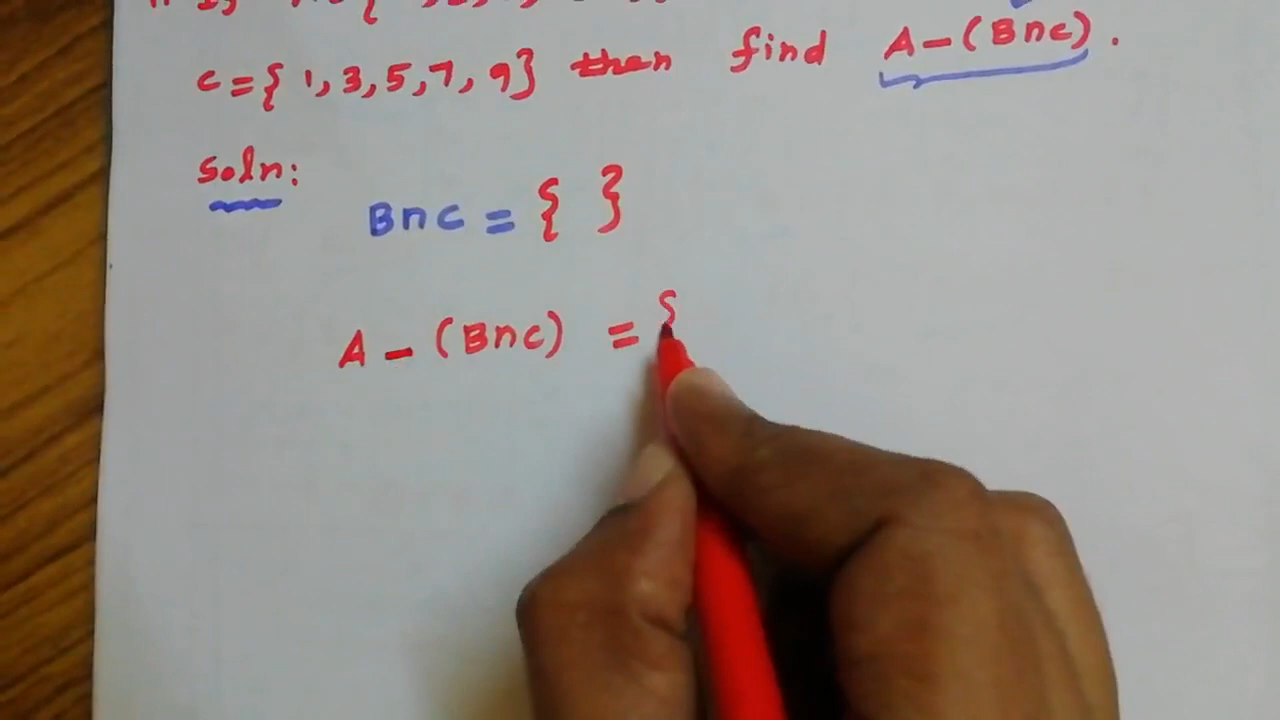 C = { 1, 3, 5, 7, 9} then find A - (B∩C).
Soln:
B∩C = { }
A - (B∩C) = {